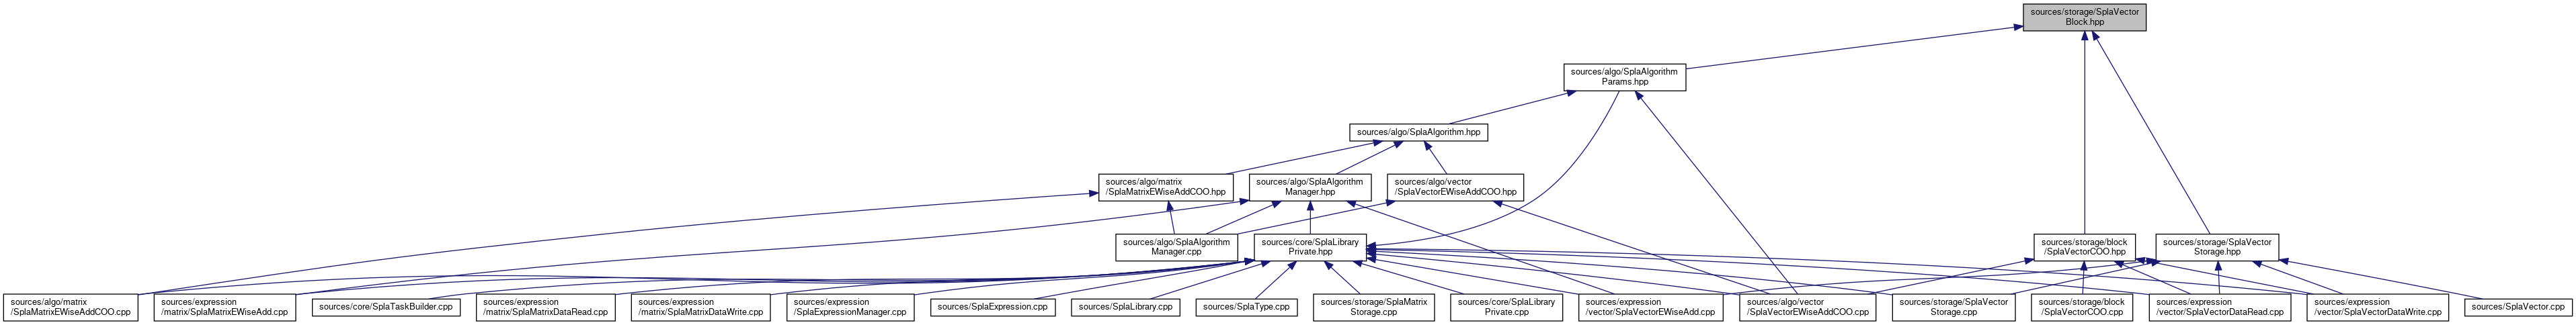 sources/storage/SplaVector
Block.hpp
sources/algo/SplaAlgorithm
Params.hpp
sources/algo/SplaAlgorithm.hpp
sources/algo/matrix
/SplaMatrixEWiseAddCOO.hpp
sources/algo/SplaAlgorithm
Manager.hpp
sources/algo/vector
/SplaVectorEWiseAddCOO.hpp
sources/algo/SplaAlgorithm
Manager.cpp
sources/core/SplaLibrary
Private.hpp
sources/storage/block
/SplaVectorCOO.hpp
sources/storage/SplaVector
Storage.hpp
sources/algo/matrix
/SplaMatrixEWiseAddCOO.cpp
sources/expression
/matrix/SplaMatrixEWiseAdd.cpp
sources/core/SplaTaskBuilder.cpp
sources/expression
/matrix/SplaMatrixDataRead.cpp
sources/expression
/matrix/SplaMatrixDataWrite.cpp
sources/expression
/SplaExpressionManager.cpp
sources/SplaExpression.cpp
sources/SplaLibrary.cpp
sources/SplaType.cpp
sources/storage/SplaMatrix
Storage.cpp
sources/core/SplaLibrary
Private.cpp
sources/expression
/vector/SplaVectorEWiseAdd.cpp
sources/algo/vector
/SplaVectorEWiseAddCOO.cpp
sources/storage/SplaVector
Storage.cpp
sources/storage/block
/SplaVectorCOO.cpp
sources/expression
/vector/SplaVectorDataRead.cpp
sources/expression
/vector/SplaVectorDataWrite.cpp
sources/SplaVector.cpp